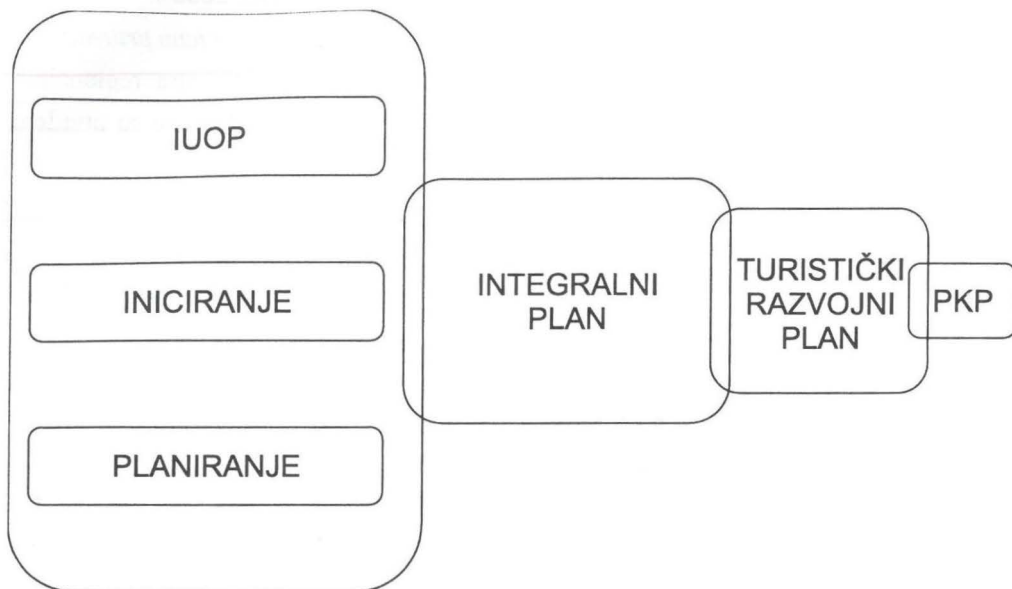 IUOP
INICIRANJE
PLANIRANJE
INTEGRALNI
PLAN
TURISTIČKI
RAZVOJNI
PLAN
PKP